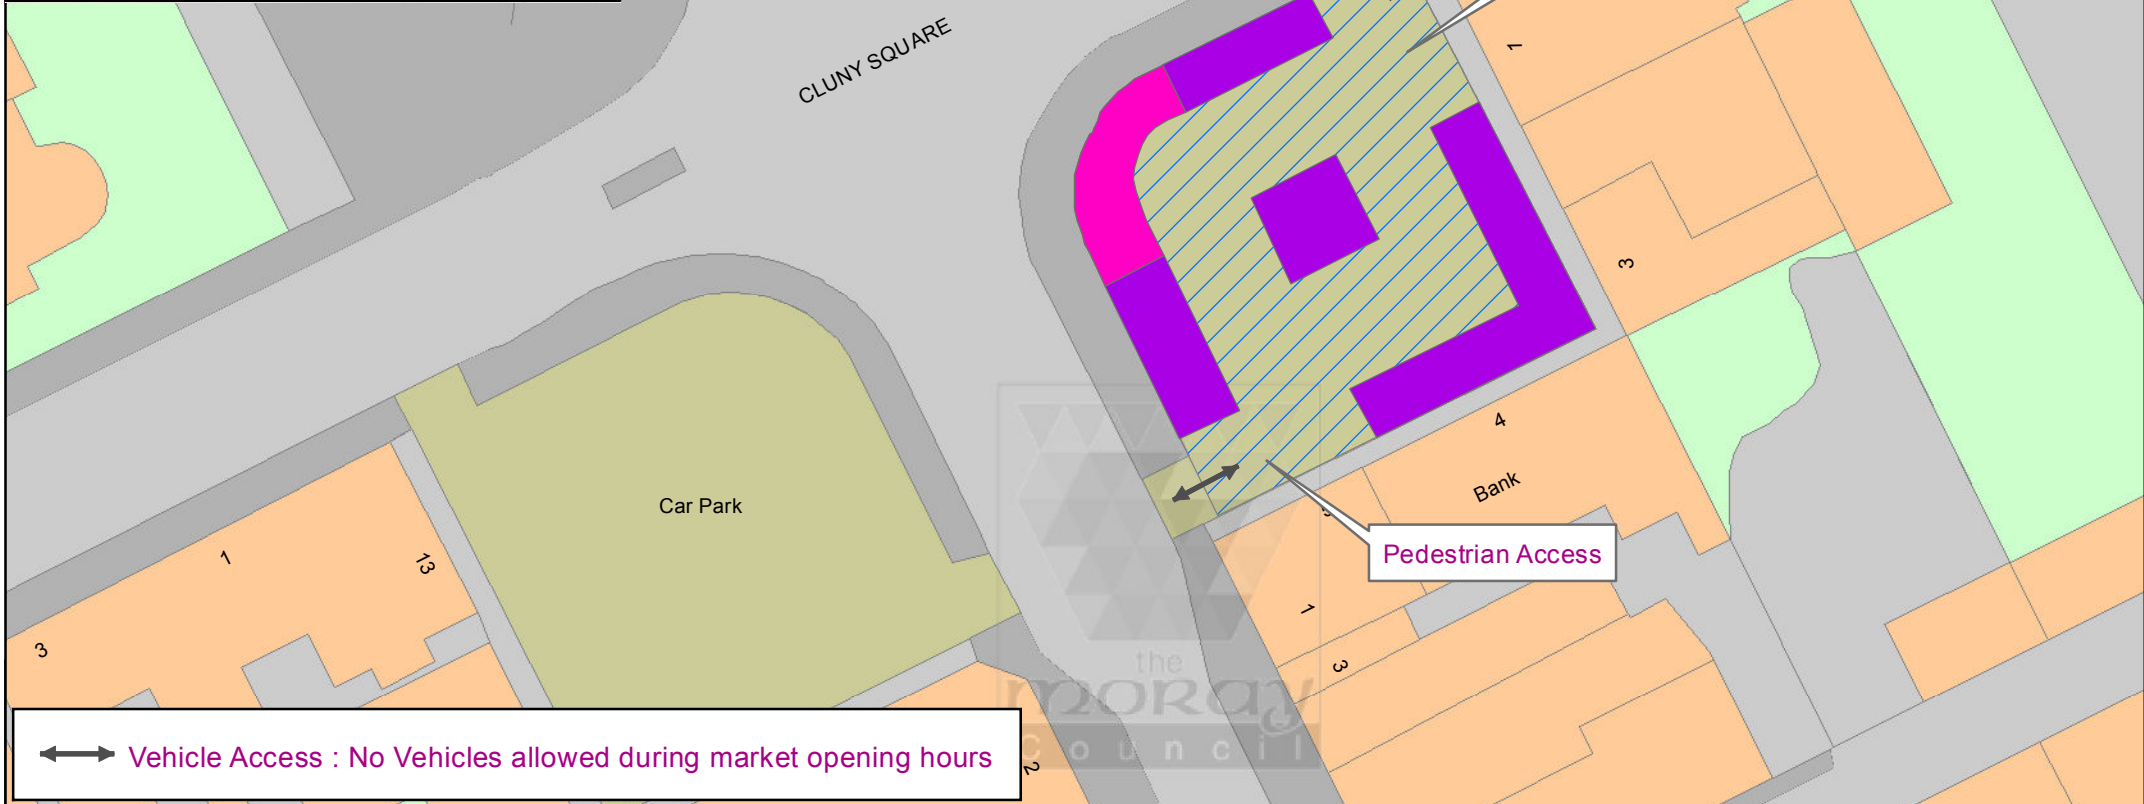 CLUNY SQUARE
7
3
4
Bank
Car Park
Pedestrian Access
1
13
3
1
3
the
moray
Council
2
Vehicle Access : No Vehicles allowed during market opening hours